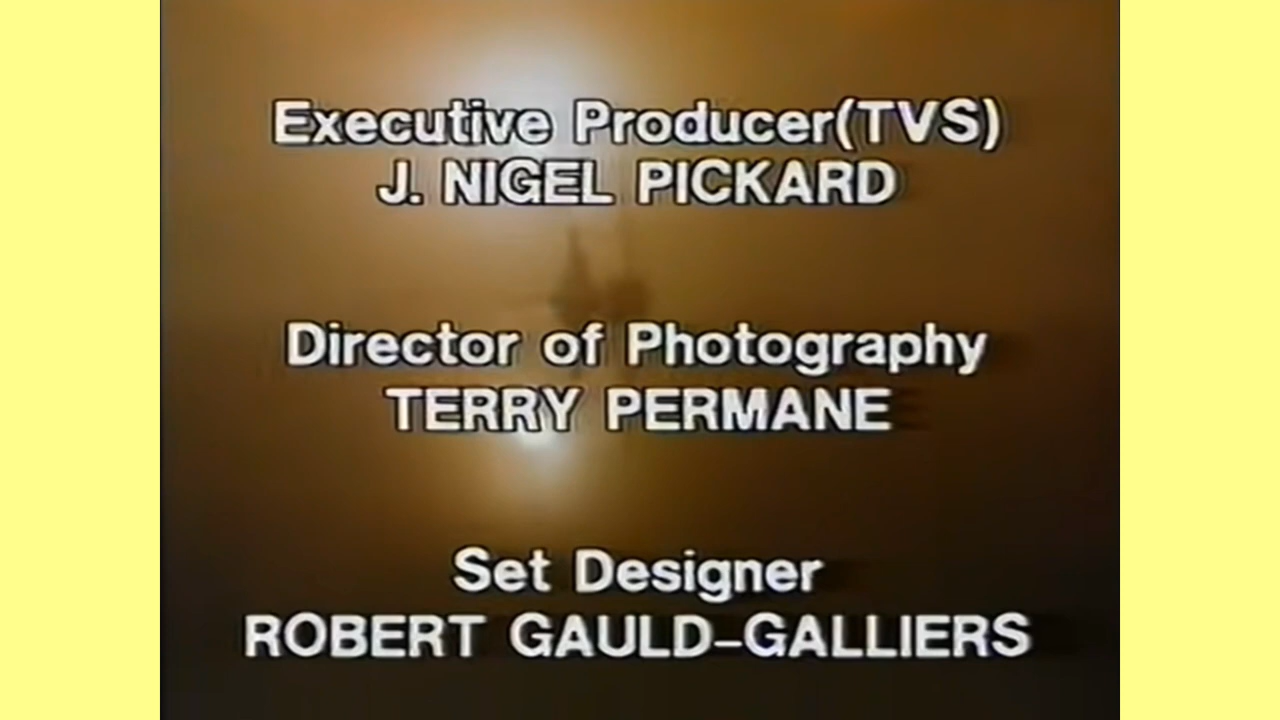 Executive Producer(TVS)
J. NIGEL PICKARD
Director of Photography
TERRY PERMANE
Set Designer
ROBERT GAULD-GALLIERS